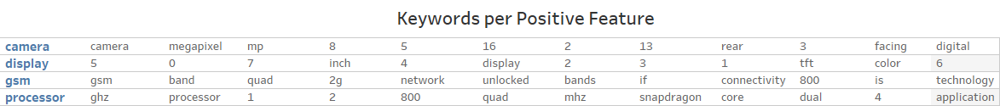 Keywords per Positive Feature
camera camera megapixel mp 8 5 16 2 13 rear 3 facing digital
display 5 0 7 inch 4 display 2 3 1 tft color 6
gsm gsm band quad 2g network unlocked bands if connectivity 800 is technology
processor ghz processor 1 2 800 quad mhz snapdragon core dual 4 application